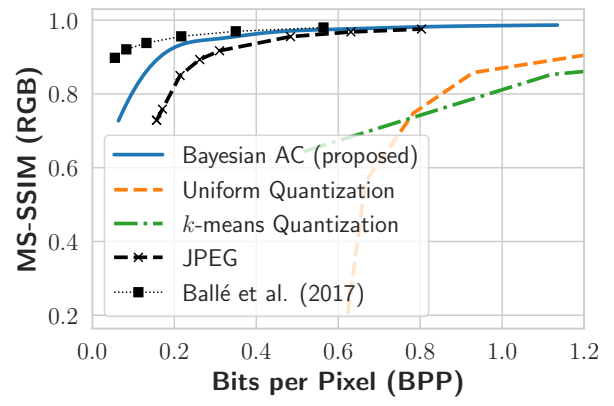 MS-SSIM (RGB)
1.0
0.8
0.6
0.4
0.2
Bayesian AC (proposed)
Uniform Quantization
k-means Quantization
JPEG
Ballé et al. (2017)
0.0 0.2 0.4 0.6 0.8 1.0 1.2
Bits per Pixel (BPP)